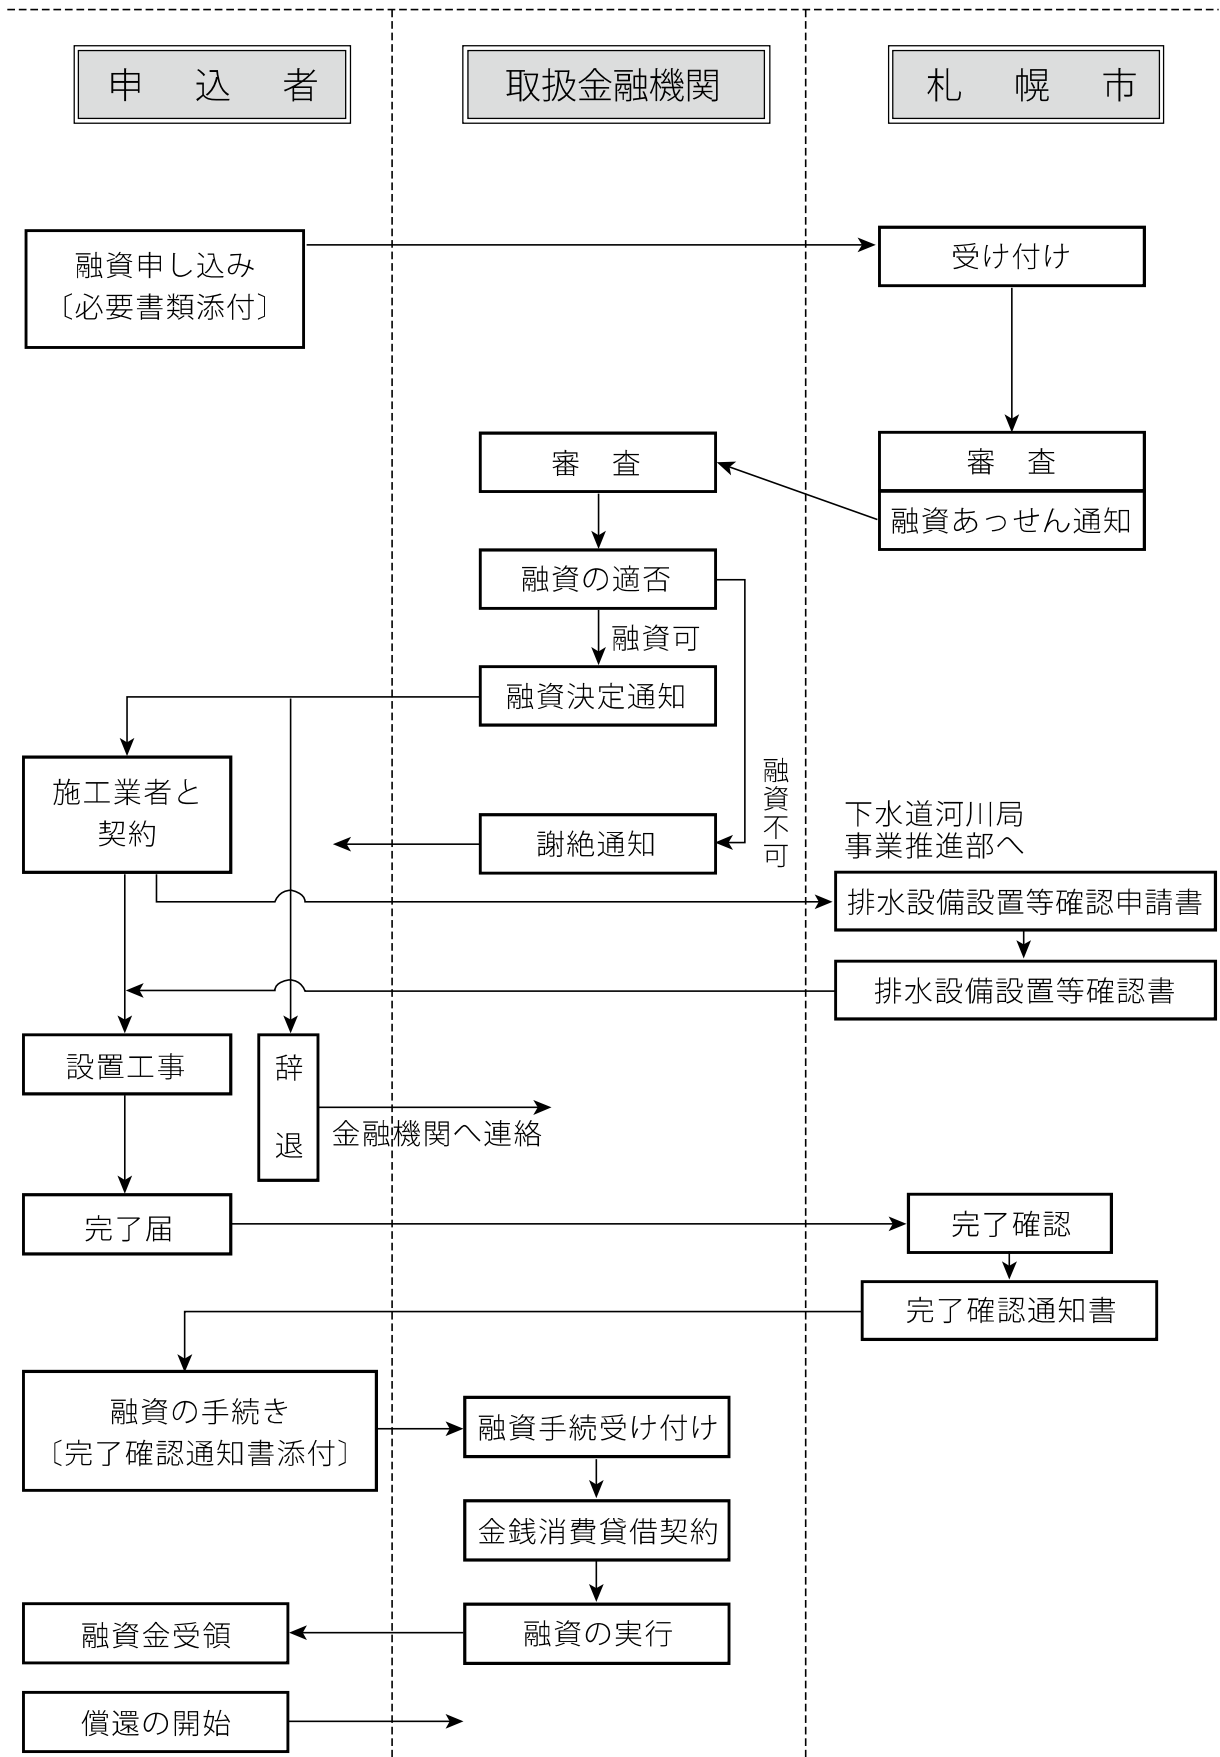 申　込　者
取扱金融機関
札　幌　市
融資申し込み
〔必要書類添付〕
受け付け
審　査
融資あっせん通知
審　査
融資の適否
融資可
融資決定通知
融資不可
謝絶通知
施工業者と
契約
下水道河川局
事業推進部へ
排水設備設置等確認申請書
排水設備設置等確認書
設置工事
辞退
金融機関へ連絡
完了届
完了確認
完了確認通知書
融資の手続き
〔完了確認通知書添付〕
融資手続受け付け
金銭消費貸借契約
融資の実行
融資金受領
償還の開始